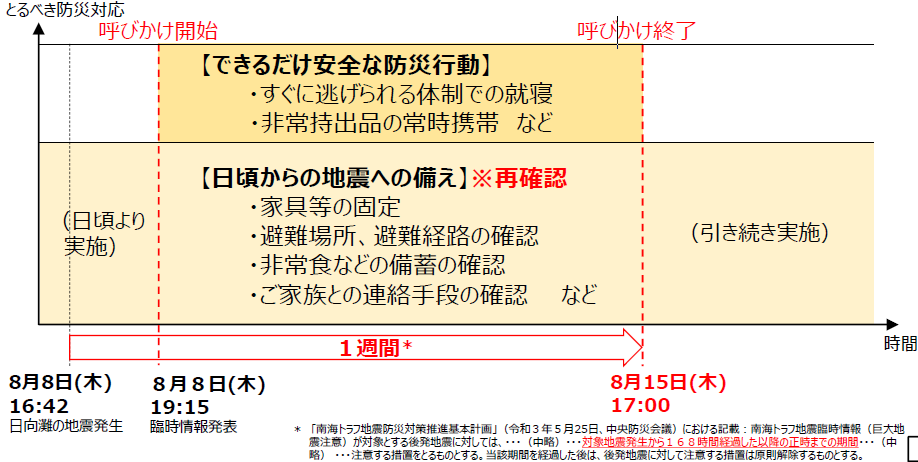 とるべき防災対応
呼びかけ開始
呼びかけ終了
【できるだけ安全な防災行動】
・すぐに逃げられる体制での就寝
・非常持出品の常時携帯 など
【日頃からの地震への備え】※再確認
・家具等の固定
・避難場所、避難経路の確認
・非常食などの備蓄の確認
・ご家族との連絡手段の確認 など
(日頃より
実施)
(引き続き実施)
時間
１週間*
8月8日(木)
16:42
日向灘の地震発生
８月８日(木)
19:15
臨時情報発表
8月15日(木)
17:00
* 「南海トラフ地震防災対策推進基本計画」(令和３年５月25日、中央防災会議) における記載：南海トラフ地震臨時情報（巨大地
震注意）が対象とする後発地震に対しては、・・・（中略）・・・対象地震発生から１６８時間経過した以降の正時までの期間・・・（中
略） ・・・注意する措置をとるものとする。当該期間を経過した後は、後発地震に対して注意する措置は原則解除するものとする。